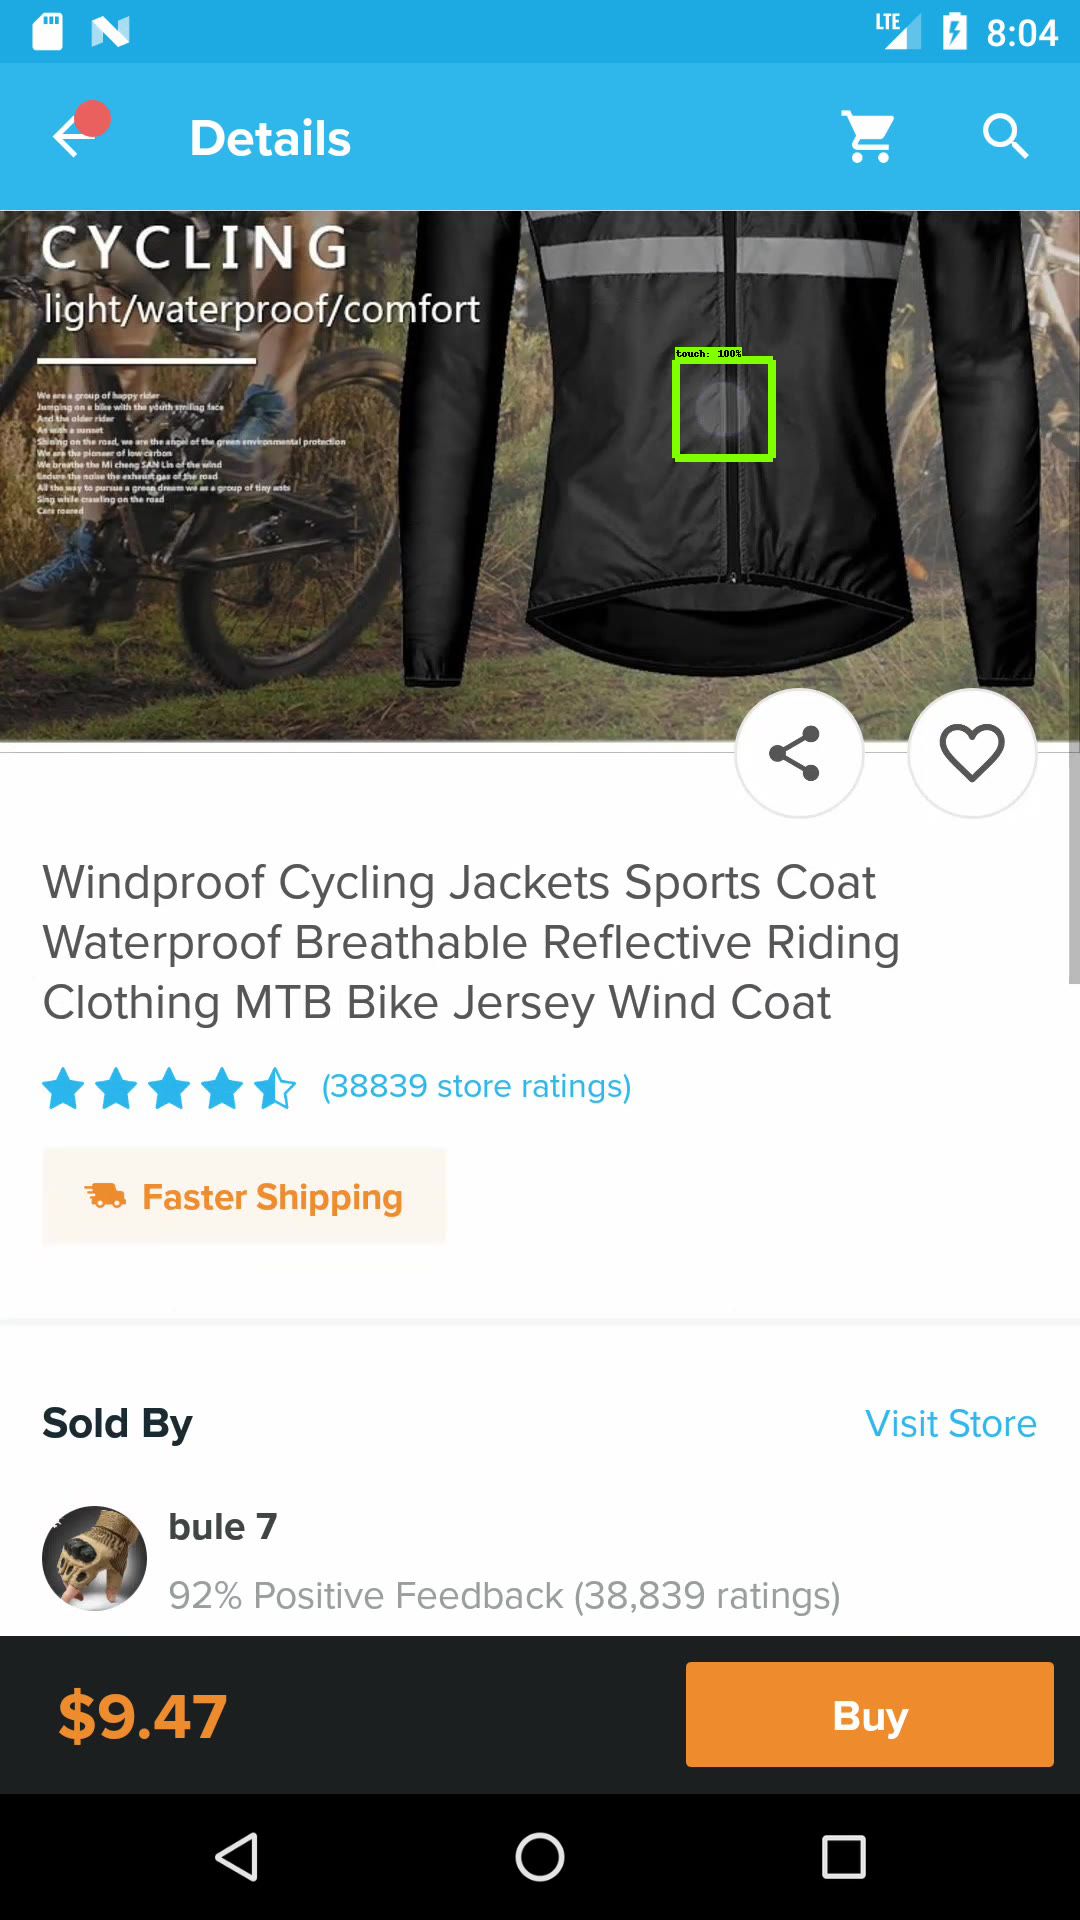 LTE 8:04
Details
CYCLING
light/waterproof/comfort
touch: 100%
We are a group of happy rider
Jumping on a bike with the youth smiling face
And the older rider
As with a sunset
Shining on the road, we are the angel of the green environmental protection
We are the pioneer of low carbon
We breathe the Mi cheng SAN Lin of the wind
Endure the noise the exhaust gas of the road
All the way to pursue a green dream we as a group of tiny ants
Sing while crawling on the road
Care roared
Windproof Cycling Jackets Sports Coat
Waterproof Breathable Reflective Riding
Clothing MTB Bike Jersey Wind Coat
(38839 store ratings)
Faster Shipping
Sold By
Visit Store
bule 7
92% Positive Feedback (38,839 ratings)
$9.47
Buy